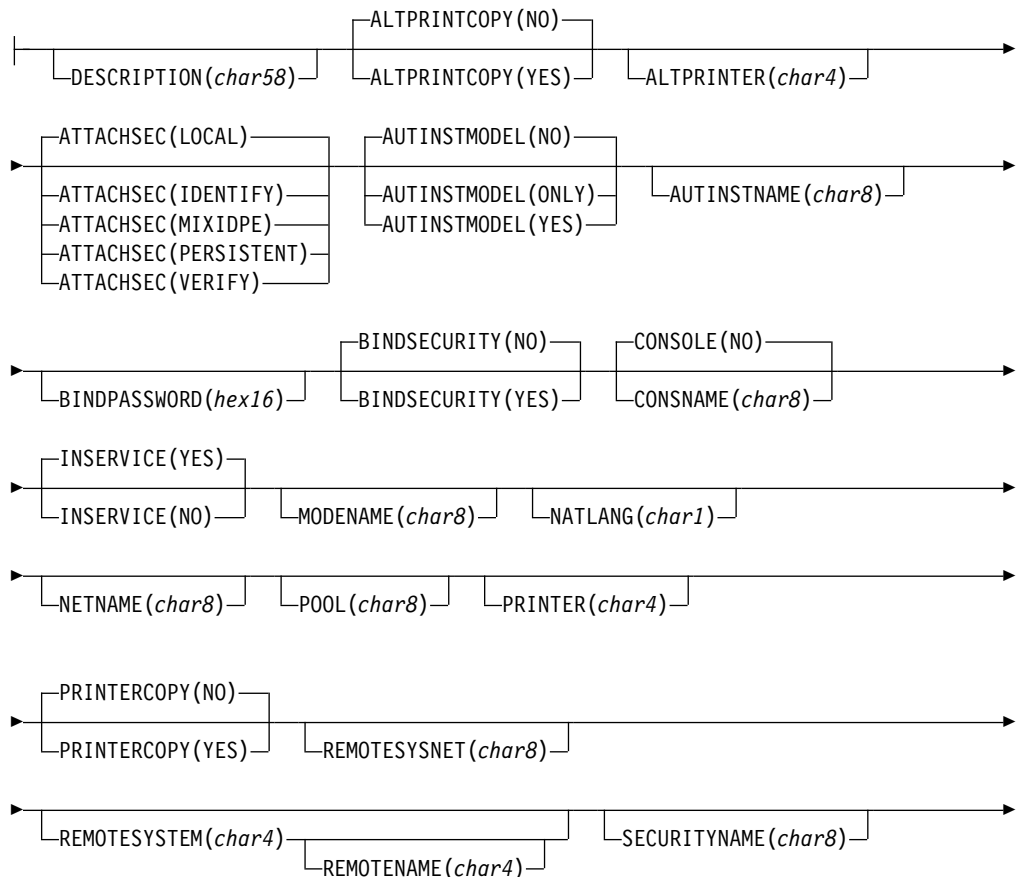 ALTPRINTCOPY(NO)
DESCRIPTION(char58) ALTPRINTCOPY(YES) ALTPRINTER(char4)
ATTACHSEC(LOCAL) AUTINSTMODEL(NO)
ATTACHSEC(IDENTIFY) AUTINSTMODEL(ONLY) AUTINSTNAME(char8)
ATTACHSEC(MIXIDPE) AUTINSTMODEL(YES)
ATTACHSEC(PERSISTENT)
ATTACHSEC(VERIFY)
BINDSECURITY(NO) CONSOLE(NO)
BINDPASSWORD(hex16) BINDSECURITY(YES) CONSNAME(char8)
INSERVICE(YES)
INSERVICE(NO) MODENAME(char8) NATLANG(char1)
NETNAME(char8) POOL(char8) PRINTER(char4)
PRINTERCOPY(NO)
PRINTERCOPY(YES) REMOTESYSNET(char8)
REMOTESYSTEM(char4) SECURITYNAME(char8)
REMOTENAME(char4)